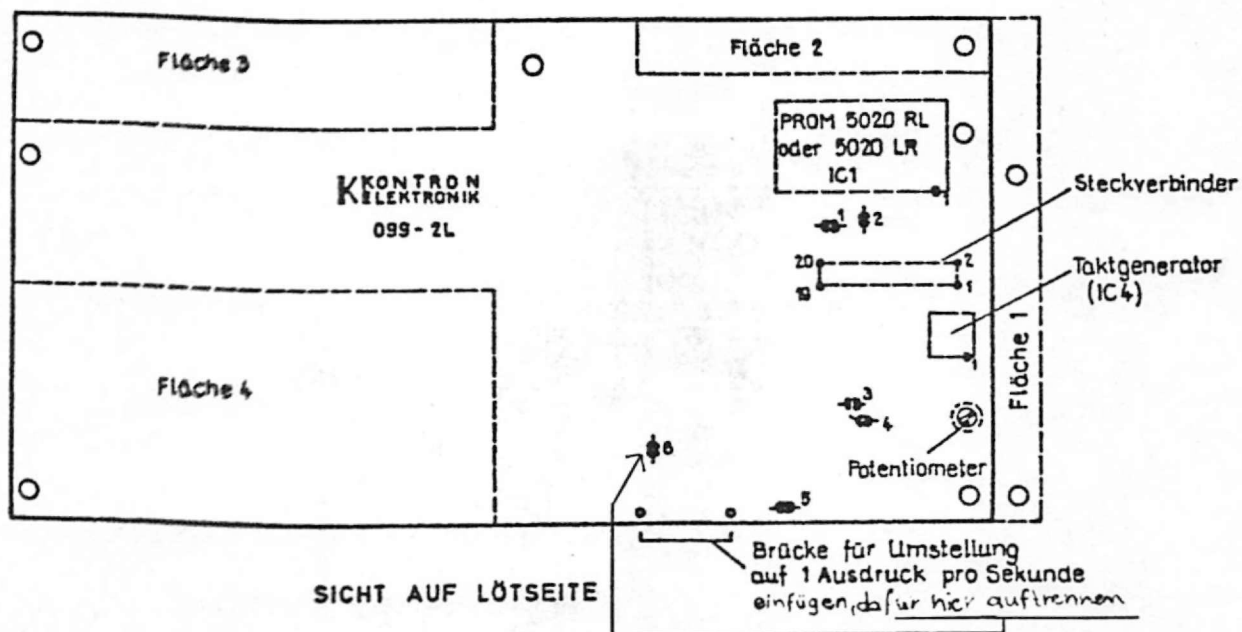 Fläche 3
Fläche 2
PROM 5020 RL
oder 5020 LR
IC1
KONTRON
ELEKTRONIK
099-2L
1
2
Steckverbinder
20
2
19
1
Taktgenerator
(IC4)
1
Fläche 1
Fläche 4
3
4
6
Potentiometer
5
Brücke für Umstellung
auf 1 Ausdruck pro Sekunde
einfügen, dafür hier auftrennen
SICHT AUF LÖTSEITE